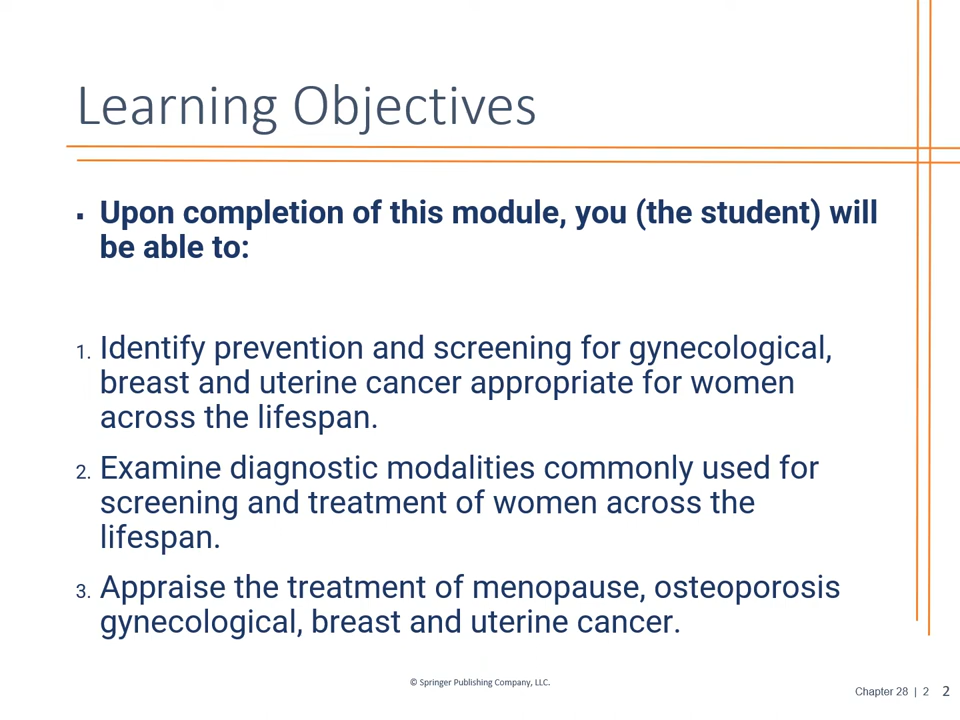 Learning Objectives
▪ Upon completion of this module, you (the student) will
be able to:
1. Identify prevention and screening for gynecological,
breast and uterine cancer appropriate for women
across the lifespan.
2. Examine diagnostic modalities commonly used for
screening and treatment of women across the
lifespan.
3. Appraise the treatment of menopause, osteoporosis
gynecological, breast and uterine cancer.
© Springer Publishing Company, LLC.
Chapter 28 | 2 2